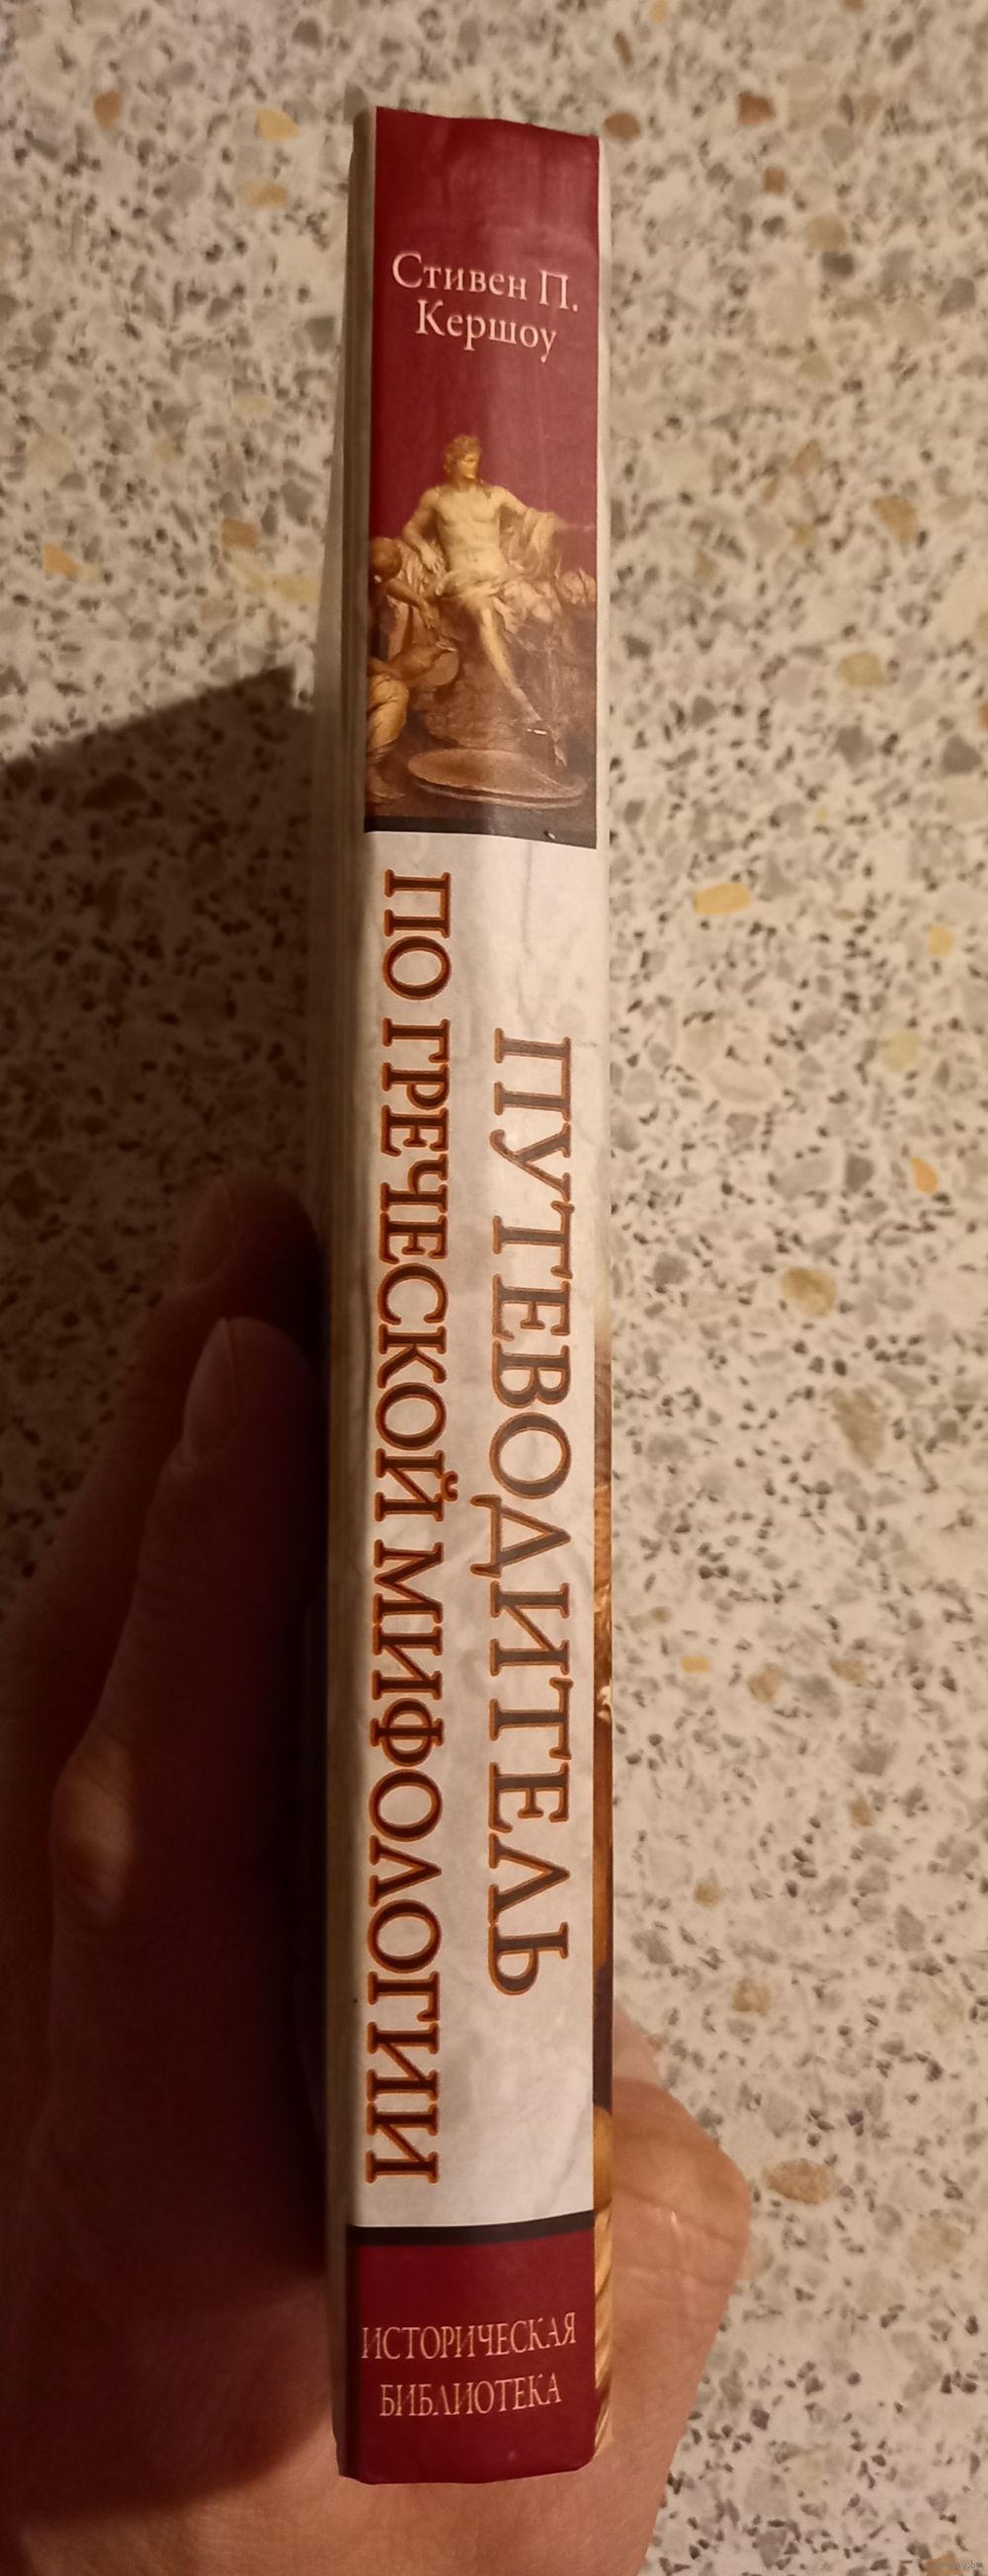 Стивен П.
Кершоу
ПУТЕВОДИТЕЛЬ
ПО ГРЕЧЕСКОЙ МИФОЛОГИИ
ИСТОРИЧЕСКАЯ
БИБЛИОТЕКА